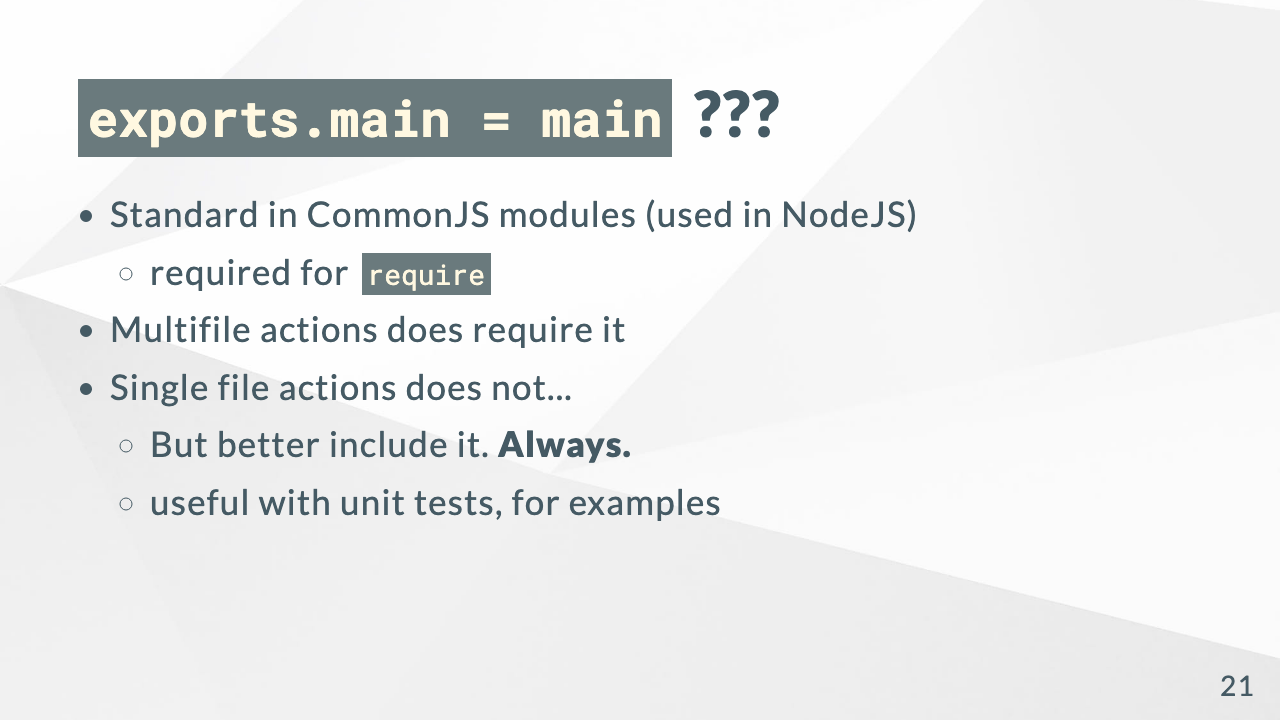 exports.main = main ???
Standard in CommonJS modules (used in NodeJS)
required for require
Multifile actions does require it
Single file actions does not...
But better include it. Always.
useful with unit tests, for examples
21